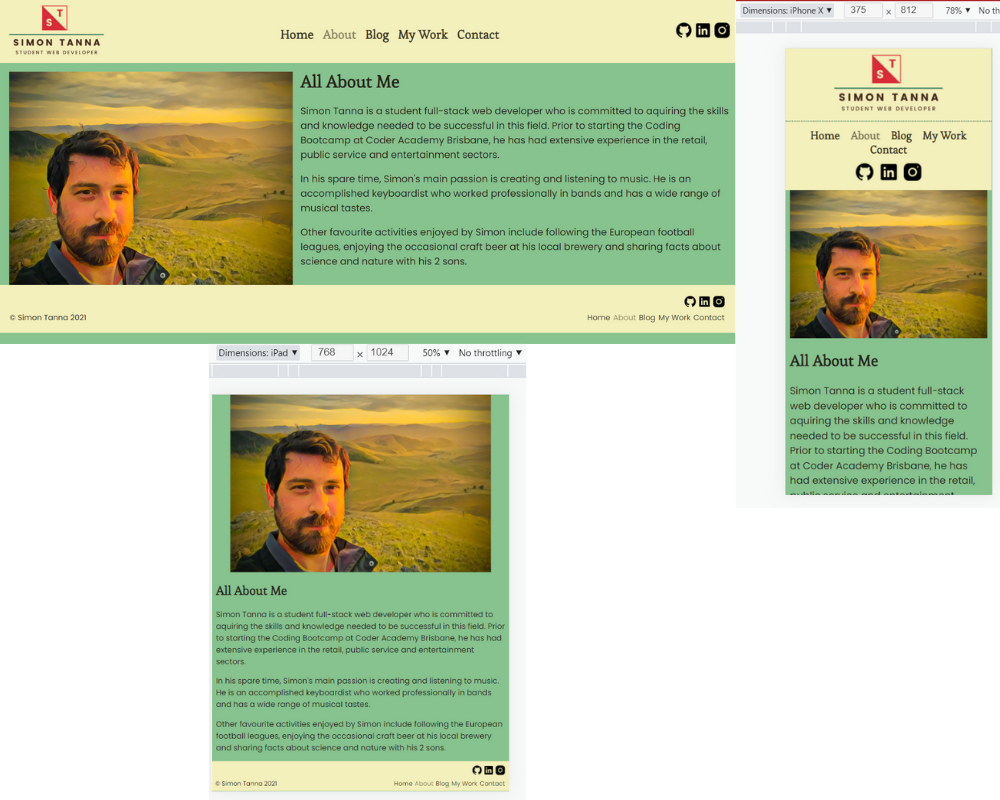 S T
SIMON TANNA
STUDENT WEB DEVELOPER
Home About Blog My Work Contact
All About Me
Simon Tanna is a student full-stack web developer who is committed to aquiring the skills
and knowledge needed to be successful in this field. Prior to starting the Coding
Bootcamp at Coder Academy Brisbane, he has had extensive experience in the retail,
public service and entertainment sectors.
In his spare time, Simon's main passion is creating and listening to music. He is an
accomplished keyboardist who worked professionally in bands and has a wide range of
musical tastes.
Other favourite activities enjoyed by Simon include following the European football
leagues, enjoying the occasional craft beer at his local brewery and sharing facts about
science and nature with his 2 sons.
© Simon Tanna 2021
Home About Blog My Work Contact
Dimensions: iPhone X ▼ 375 x 812 78% ▼ No th
S T
SIMON TANNA
STUDENT WEB DEVELOPER
Home About Blog My Work
Contact
All About Me
Simon Tanna is a student full-stack
web developer who is committed to
aquiring the skills and knowledge
needed to be successful in this field.
Prior to starting the Coding Bootcamp
at Coder Academy Brisbane, he has
had extensive experience in the retail,
public service and entertainment
Dimensions: iPad ▼ 768 x 1024 50% ▼ No throttling ▼
All About Me
Simon Tanna is a student full-stack web developer who is committed to
aquiring the skills and knowledge needed to be successful in this field. Prior
to starting the Coding Bootcamp at Coder Academy Brisbane, he has had
extensive experience in the retail, public service and entertainment
sectors.
In his spare time, Simon's main passion is creating and listening to music.
He is an accomplished keyboardist who worked professionally in bands
and has a wide range of musical tastes.
Other favourite activities enjoyed by Simon include following the European
football leagues, enjoying the occasional craft beer at his local brewery
and sharing facts about science and nature with his 2 sons.
© Simon Tanna 2021
Home About Blog My Work Contact